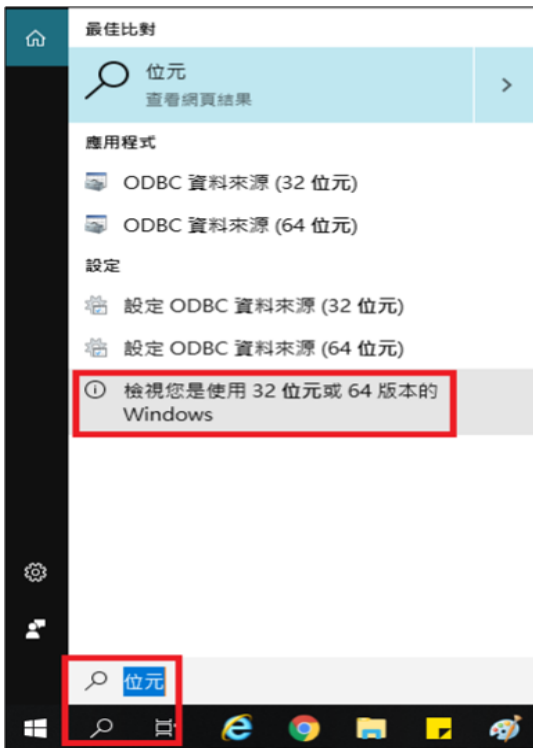 最佳比對
位元
查看網頁結果
應用程式
ODBC 資料來源 (32 位元)
ODBC 資料來源 (64 位元)
設定
設定 ODBC 資料來源 (32 位元)
設定 ODBC 資料來源 (64 位元)
檢視您是使用 32 位元或 64 版本的
Windows
位元